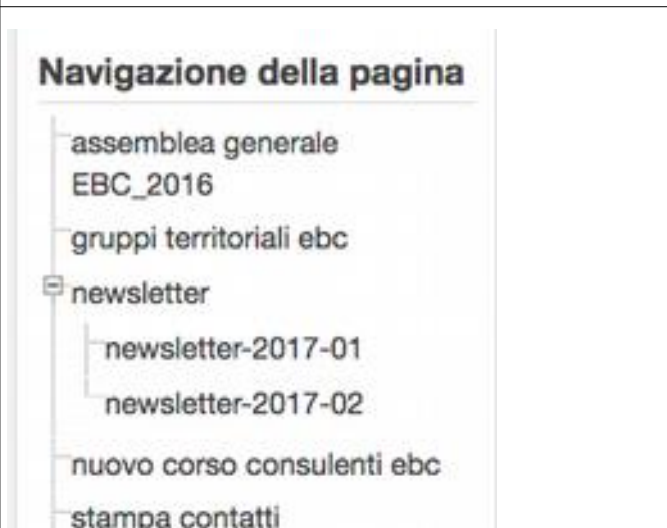 Navigazione della pagina
assemblea generale
EBC_2016
gruppi territoriali ebc
newsletter
newsletter-2017-01
newsletter-2017-02
nuovo corso consulenti ebc
stampa contatti